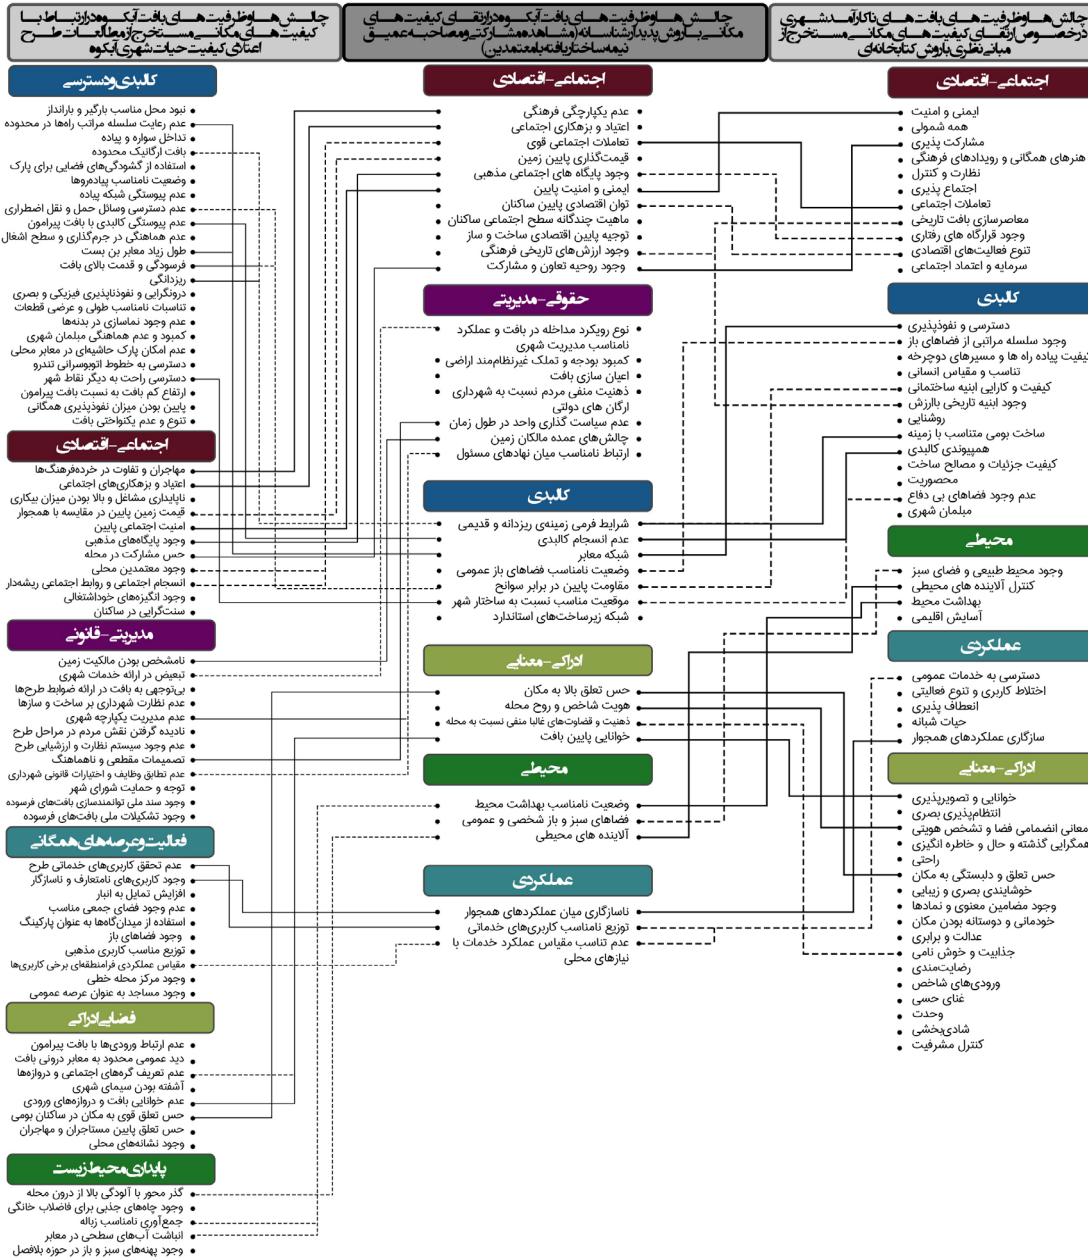 چالش‌هاوظرفیت‌های بافت‌های ناکارآمدشهری
درخصوص‌ارتقای کیفیت‌های‌مکانی مستخرج‌از
مبانی‌نظری‌باروش‌کتابخانه‌ای
اجتماعی-اقتصادی
ایمنی و امنیت
همه شمولی
مشارکت پذیری
هنرهای همگانی و رویدادهای فرهنگی
نظارت و کنترل
اجتماع پذیری
تعاملات اجتماعی
معاصرسازی بافت تاریخی
وجود قرارگاه های رفتاری
تنوع فعالیت‌های اقتصادی
سرمایه و اعتماد اجتماعی
کالبدی
دسترسی و نفوذپذیری
وجود سلسله مراتبی از فضاهای باز
کیفیت پیاده راه ها و مسیرهای دوچرخه
تناسب و مقیاس انسانی
کیفیت و کارایی ابنیه ساختمانی
وجود ابنیه تاریخی باارزش
روشنایی
ساخت بومی متناسب با زمینه
همپیوندی کالبدی
کیفیت جزئیات و مصالح ساخت
محصوریت
عدم وجود فضاهای بی دفاع
مبلمان شهری
محیطی
وجود محیط طبیعی و فضای سبز
کنترل آلاینده های محیطی
بهداشت محیط
آسایش اقلیمی
عملکردی
دسترسی به خدمات عمومی
اختلاط کاربری و تنوع فعالیتی
انعطاف پذیری
حیات شبانه
سازگاری عملکردهای همجوار
ادراکی-معنایی
خوانایی و تصویرپذیری
انتظام‌پذیری بصری
معانی انضمامی فضا و تشخص هویتی
همگرایی گذشته و حال و خاطره انگیزی
راحتی
حس تعلق و دلبستگی به مکان
خوشایندی بصری و زیبایی
وجود مضامین معنوی و نمادها
خودمانی و دوستانه بودن مکان
عدالت و برابری
جذابیت و خوش نامی
رضایت‌مندی
ورودی‌های شاخص
غنای حسی
وحدت
شادی‌بخشی
کنترل مشرفیت
چالش‌هاوظرفیت‌های‌بافت‌آبکوه‌درارتقای‌کیفیت‌های
مکانی باروش پدیدارشناسانه(مشاهده‌مشارکتی‌ومصاحبه‌عمیق
نیمه‌ساختاریافته‌بامعتمدین)
اجتماعی-اقتصادی
عدم یکپارچگی فرهنگی
اعتیاد و بزهکاری اجتماعی
تعاملات اجتماعی قوی
قیمت‌گذاری پایین زمین
وجود پایگاه های اجتماعی مذهبی
ایمنی و امنیت پایین
توان اقتصادی پایین ساکنان
ماهیت چندگانه سطح اجتماعی ساکنان
توجیه پایین اقتصادی ساخت و ساز
وجود ارزش‌های تاریخی فرهنگی
وجود روحیه تعاون و مشارکت
حقوقی-مدیریتی
نوع رویکرد مداخله در بافت و عملکرد
نامناسب مدیریت شهری
کمبود بودجه و تملک غیرنظام‌مند اراضی
اعیان سازی بافت
ذهنیت منفی مردم نسبت به شهرداری
ارگان های دولتی
عدم سیاست گذاری واحد در طول زمان
چالش‌های عمده مالکان زمین
ارتباط نامناسب میان نهادهای مسئول
کالبدی
شرایط فرمی زمینه‌ی ریزدانه و قدیمی
عدم انسجام کالبدی
شبکه معابر
وضعیت نامناسب فضاهای باز عمومی
مقاومت پایین در برابر سوانح
موقعیت مناسب نسبت به ساختار شهر
شبکه زیرساخت‌های استاندارد
ادراکی-معنایی
حس تعلق بالا به مکان
هویت شاخص و روح محله
ذهنیت و قضاوت‌های غالبا منفی نسبت به محله
خوانایی پایین بافت
محیطی
وضعیت نامناسب بهداشت محیط
فضاهای سبز و باز شخصی و عمومی
آلاینده های محیطی
عملکردی
ناسازگاری میان عملکردهای همجوار
توزیع نامناسب کاربری‌های خدماتی
عدم تناسب مقیاس عملکرد خدمات با
نیازهای محلی
چالش‌هاوظرفیت‌های‌بافت‌آبکوه‌درارتباط‌با
کیفیت‌های‌مکانی مستخرج‌ازمطالعات طرح
اعتلای‌کیفیت‌حیات‌شهری‌آبکوه
کالبدی‌ودسترسی
نبود محل مناسب بارگیر و بارانداز
عدم رعایت سلسله مراتب راه‌ها در محدوده
تداخل سواره و پیاده
بافت ارگانیک محدوده
استفاده از گشودگی‌های فضایی برای پارک
وضعیت نامناسب پیاده‌روها
عدم پیوستگی شبکه پیاده
عدم دسترسی وسائل حمل و نقل اضطراری
عدم پیوستگی کالبدی با بافت پیرامون
عدم هماهنگی در جرم‌گذاری و سطح اشغال
طول زیاد معابر بن بست
فرسودگی و قدمت بالای بافت
ریزدانگی
درونگرایی و نفوذناپذیری فیزیکی و بصری
تناسبات نامناسب طولی و عرضی قطعات
عدم وجود نماسازی در بدنه‌ها
کمبود و عدم هماهنگی مبلمان شهری
عدم امکان پارک حاشیه‌ای در معابر محلی
دسترسی به خطوط اتوبوسرانی تندرو
دسترسی راحت به دیگر نقاط شهر
ارتفاع کم بافت به نسبت بافت پیرامون
پایین بودن میزان نفوذپذیری همگانی
تنوع و عدم یکنواختی بافت
اجتماعی-اقتصادی
مهاجران و تفاوت در خرده‌فرهنگ‌ها
اعتیاد و بزهکاری‌های اجتماعی
ناپایداری مشاغل و بالا بودن میزان بیکاری
قیمت زمین پایین در مقایسه با همجوار
امنیت اجتماعی پایین
وجود پایگاه‌های مذهبی
حس مشارکت در محله
وجود معتمدین محلی
انسجام اجتماعی و روابط اجتماعی ریشه‌دار
وجود انگیزه‌های خوداشتغالی
سنت‌گرایی در ساکنان
مدیریتی-قانونی
نامشخص بودن مالکیت زمین
تبعیض در ارائه خدمات شهری
بی‌توجهی به بافت در ارائه ضوابط طرح‌ها
عدم نظارت شهرداری بر ساخت و سازها
عدم مدیریت یکپارچه شهری
نادیده گرفتن نقش مردم در مراحل طرح
عدم وجود سیستم نظارت و ارزشیابی طرح
تصمیمات مقطعی و ناهماهنگ
عدم تطابق وظایف و اختیارات قانونی شهرداری
توجه و حمایت شورای شهر
وجود سند ملی توانمندسازی بافت‌های فرسوده
وجود تشکیلات ملی بافت‌های فرسوده
فعالیت‌وعرصه‌های‌همگانی
عدم تحقق کاربری‌های خدماتی طرح
وجود کاربری‌های نامتعارف و ناسازگار
افزایش تمایل به انبار
عدم وجود فضای جمعی مناسب
استفاده از میدان‌گاه‌ها به عنوان پارکینگ
وجود فضاهای باز
توزیع مناسب کاربری مذهبی
مقیاس عملکردی فرامنطقه‌ای برخی کاربری‌ها
وجود مرکز محله خطی
وجود مساجد به عنوان عرصه عمومی
فضایی‌ادراکی
عدم ارتباط ورودی‌ها با بافت پیرامون
دید عمومی محدود به معابر درونی بافت
عدم تعریف گره‌های اجتماعی و دروازه‌ها
آشفته بودن سیمای شهری
عدم خوانایی بافت و دروازه‌های ورودی
حس تعلق قوی به مکان در ساکنان بومی
حس تعلق پایین مستاجران و مهاجران
وجود نشانه‌های محلی
پایداری‌محیط‌زیست
گذر محور با آلودگی بالا از درون محله
وجود چاه‌های جذبی برای فاضلاب خانگی
جمع‌آوری نامناسب زباله
انباشت آب‌های سطحی در معابر
وجود پهنه‌های سبز و باز در حوزه بلافصل